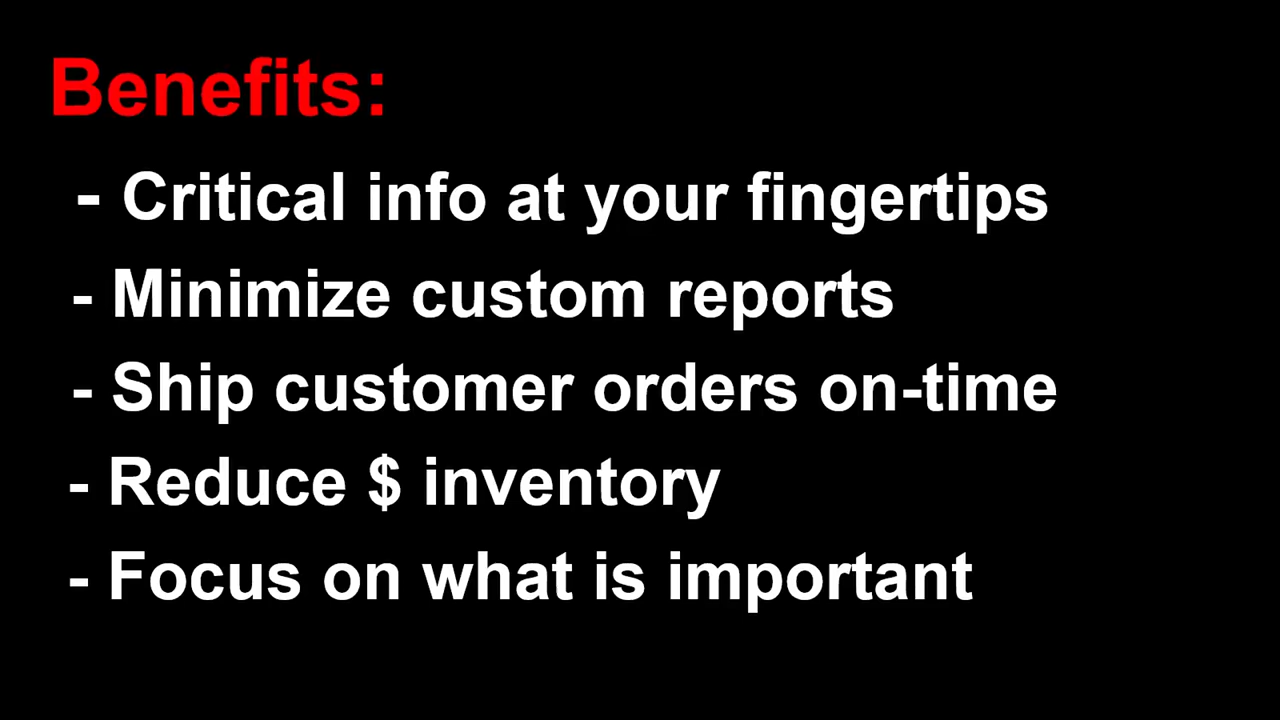 Benefits:
- Critical info at your fingertips
- Minimize custom reports
- Ship customer orders on-time
- Reduce $ inventory
- Focus on what is important